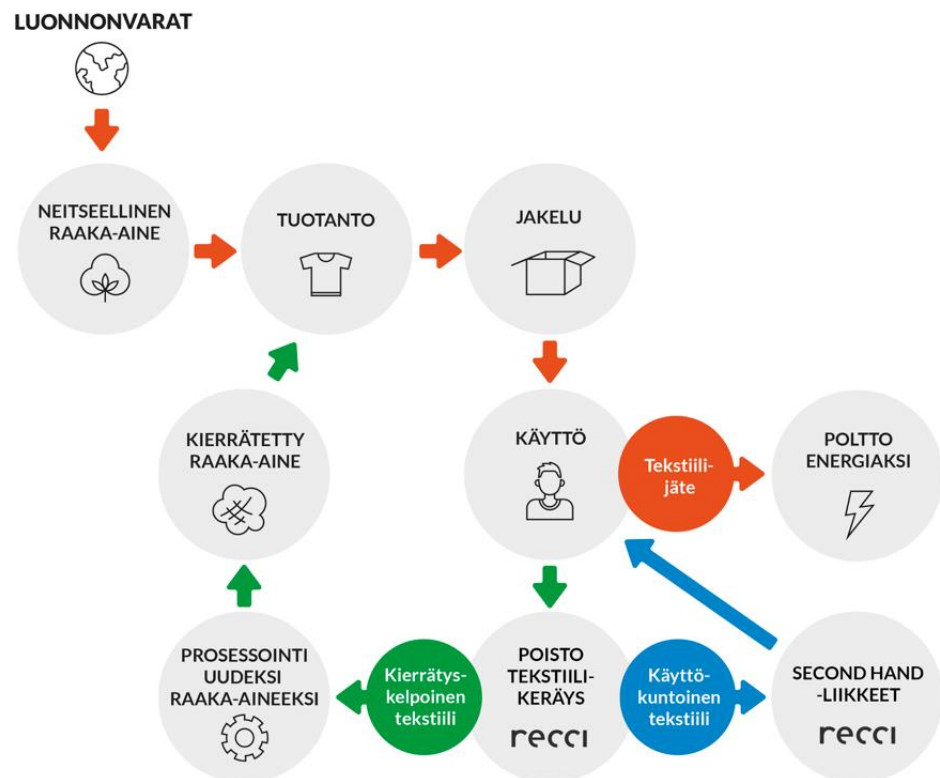 LUONNONVARAT
NEITSEELLINEN
RAAKA-AINE
TUOTANTO
JAKELU
KIERRÄTETTY
RAAKA-AINE
KÄYTTÖ
Tekstiili-
jäte
POLTTO
ENERGIAKSI
PROSESSOINTI
UUDEKSI
RAAKA-AINEEKSI
Kierrätys-
kelpoinen
tekstiili
POISTO
TEKSTIILI-
KERÄYS
recci
Käyttö-
kuntoinen
tekstiili
SECOND HAND
-LIIKKEET
recci